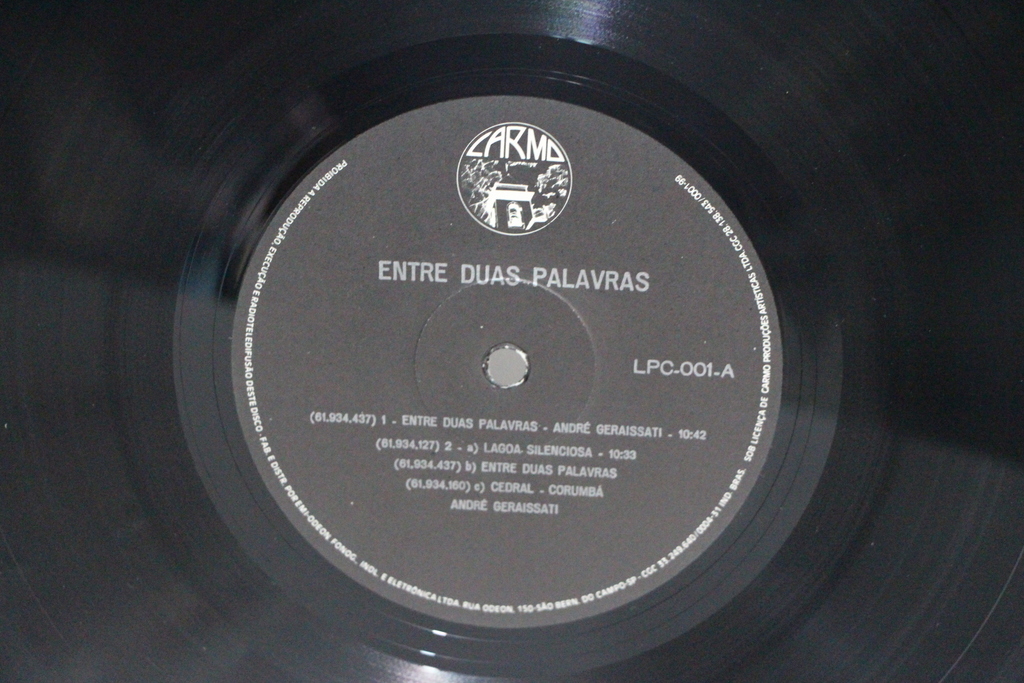 CARMO
ENTRE DUAS PALAVRAS
LPC-001-A
(61.934.437) 1 - ENTRE DUAS PALAVRAS - ANDRÉ GERAISSATI - 10:42
(61.934.127) 2 - a) LAGOA SILENCIOSA - 10:33
(61.934.437) b) ENTRE DUAS PALAVRAS
(61.934.160) c) CEDRAL - CORUMBÁ
ANDRÉ GERAISSATI
PROIBIDA A REPRODUÇÃO, EXECUÇÃO E RADIOTELEDIFUSÃO DESTE DISCO - FAB. E DISTR. POR EMI-ODEON FONOG. INDL. E ELETRÔNICA LTDA. RUA ODEON, 150-SÃO BERN. DO CAMPO-SP - CGC 33.249.640/0004-31 IND. BRAS. SOB LICENÇA DE CARMO PRODUÇÕES ARTÍSTICAS LTDA. CGC 28 138 543/0001-99